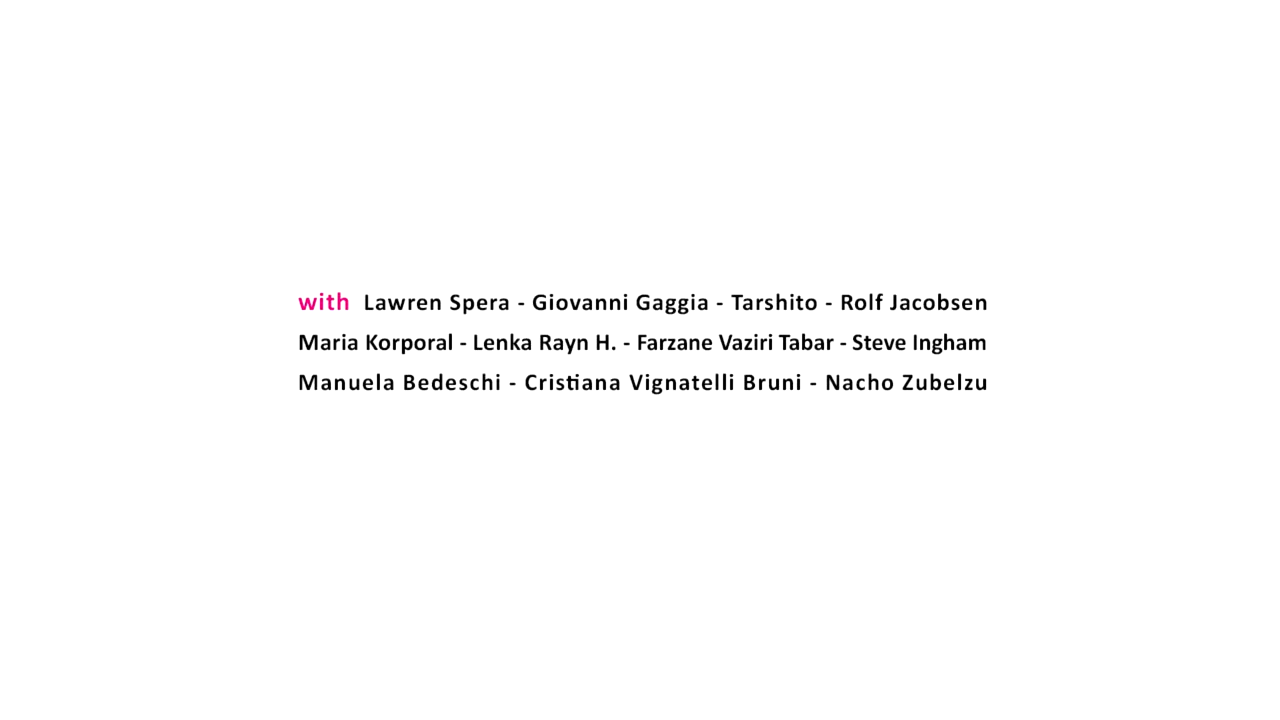 with Lawren Spera - Giovanni Gaggia - Tarshito - Rolf Jacobsen
Maria Korporal - Lenka Rayn H. - Farzane Vaziri Tabar - Steve Ingham
Manuela Bedeschi - Cristiana Vignatelli Bruni - Nacho Zubelzu